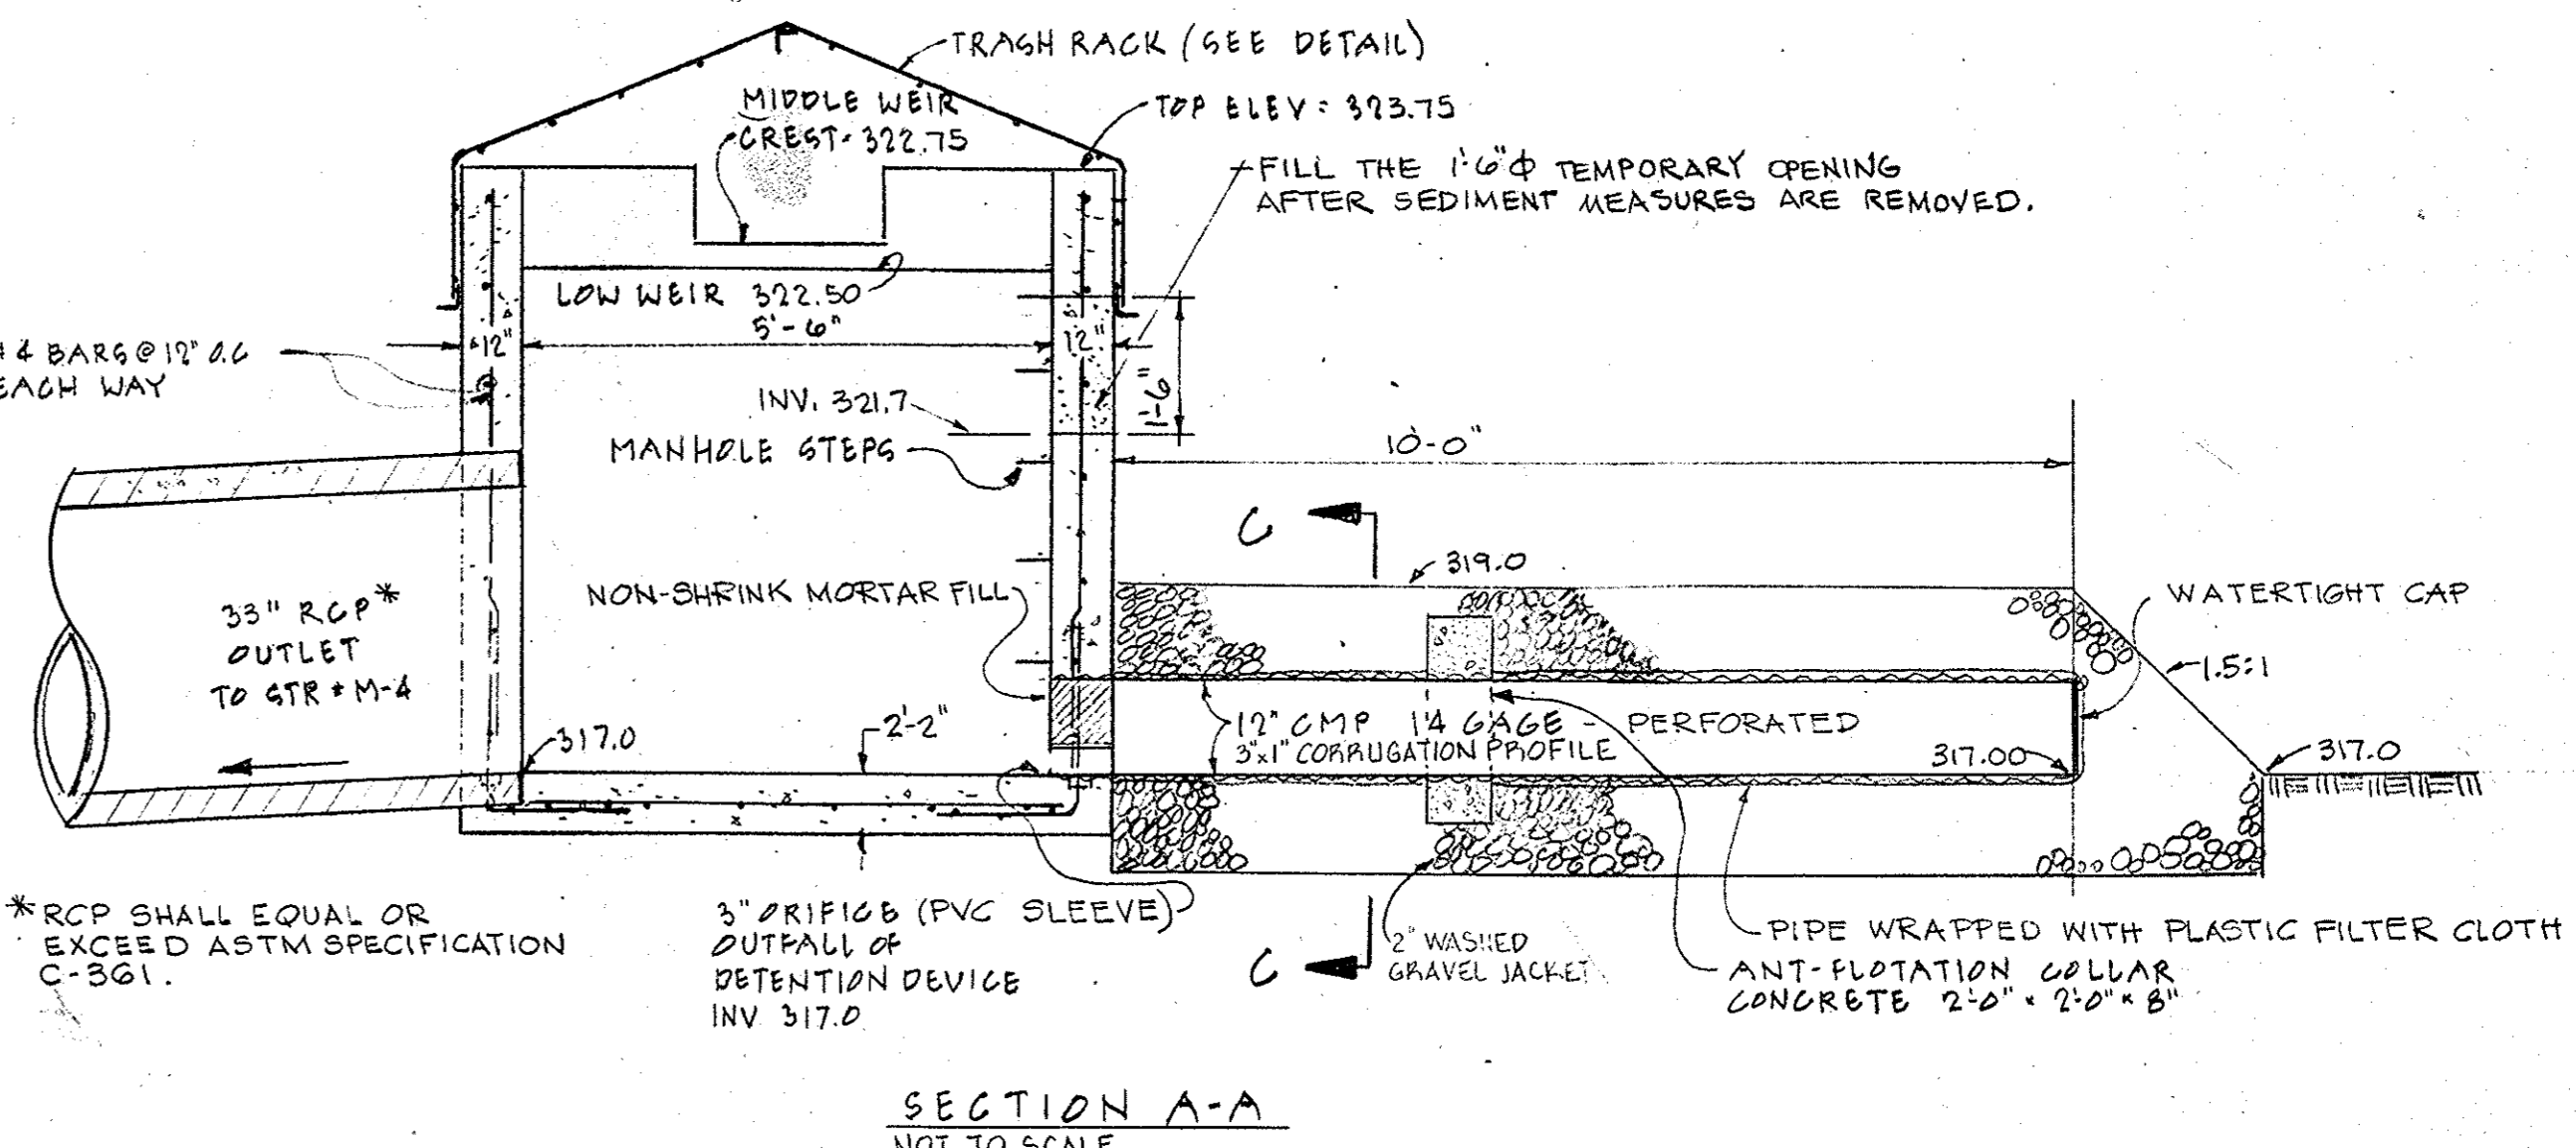 TRASH RACK (SEE DETAIL)
MIDDLE WEIR
CREST- 322.75
TOP ELEV = 323.75
FILL THE 1'-6"Φ TEMPORARY OPENING
AFTER SEDIMENT MEASURES ARE REMOVED.
LOW WEIR 322.50
5'-6"
12"
12"
#4 BARS @ 12" O.C
EACH WAY
1'-6"
INV. 321.7
MANHOLE STEPS
10'-0"
C
319.0
NON-SHRINK MORTAR FILL
WATERTIGHT CAP
33" RCP*
OUTLET
TO STR # M-4
1.5:1
317.0
2'-2"
12" CMP 14 GAGE - PERFORATED
3"x1" CORRUGATION PROFILE
317.00
317.0
*RCP SHALL EQUAL OR
EXCEED ASTM SPECIFICATION
C-361.
3" ORIFICE (PVC SLEEVE)
OUTFALL OF
DETENTION DEVICE
INV 317.0
C
2" WASHED
GRAVEL JACKET
PIPE WRAPPED WITH PLASTIC FILTER CLOTH
ANT-FLOTATION COLLAR
CONCRETE 2'-0" x 2'-0" x 8"
SECTION A-A
NOT TO SCALE